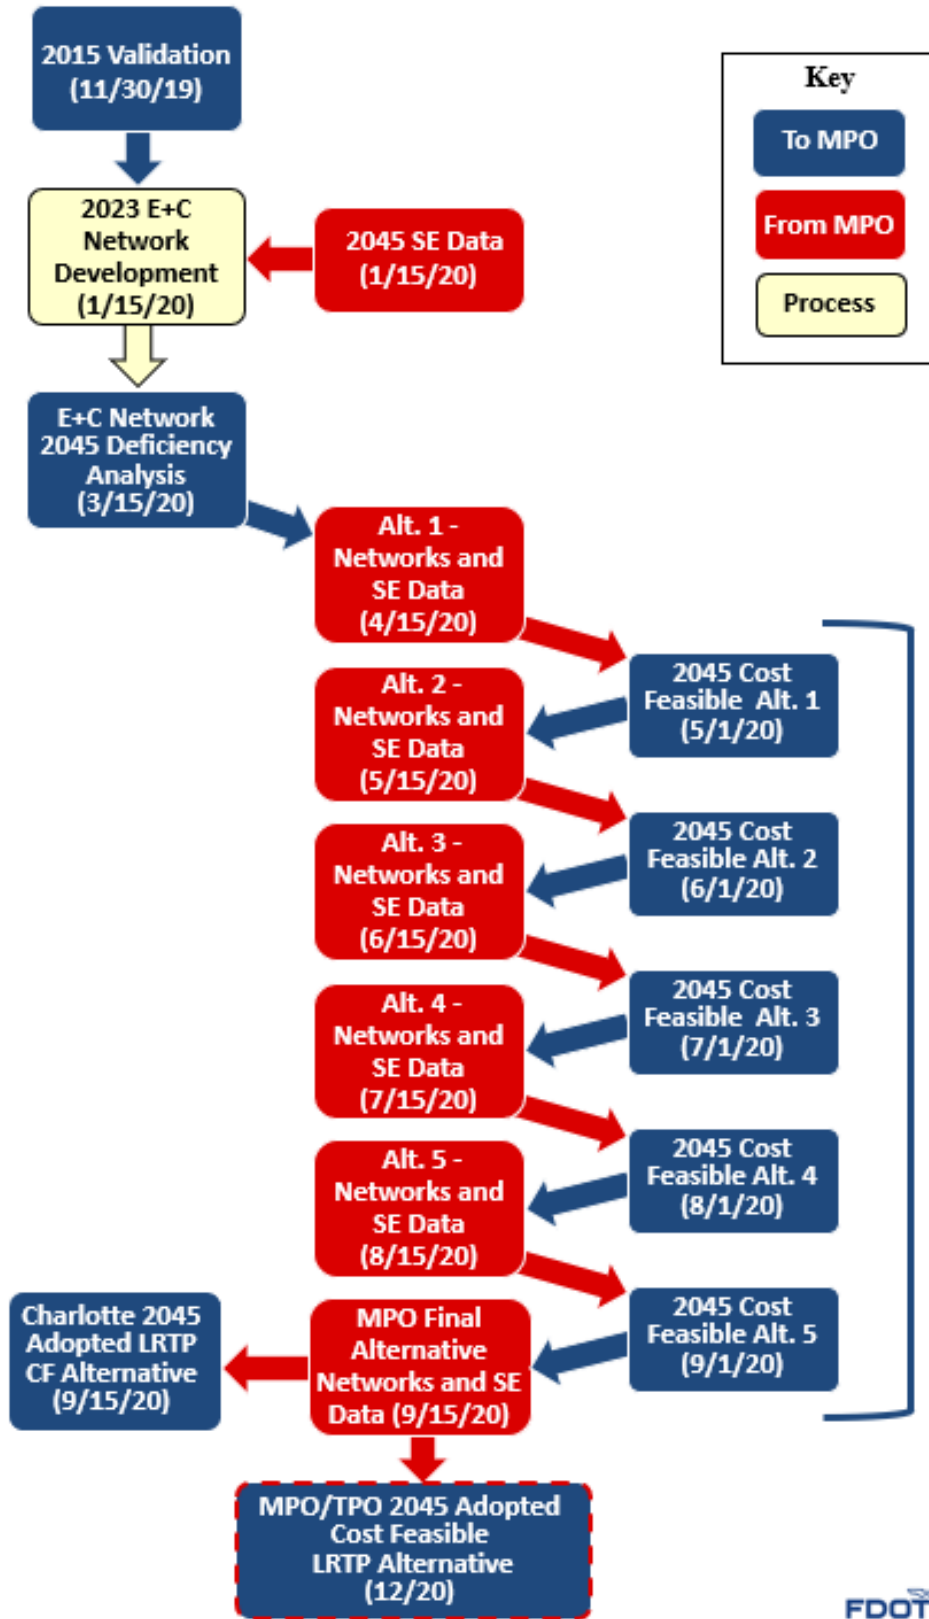 2015 Validation
(11/30/19)
Key
To MPO
From MPO
Process
2023 E+C
Network
Development
(1/15/20)
2045 SE Data
(1/15/20)
E+C Network
2045 Deficiency
Analysis
(3/15/20)
Alt. 1 -
Networks and
SE Data
(4/15/20)
2045 Cost
Feasible Alt. 1
(5/1/20)
Alt. 2 -
Networks and
SE Data
(5/15/20)
2045 Cost
Feasible Alt. 2
(6/1/20)
Alt. 3 -
Networks and
SE Data
(6/15/20)
2045 Cost
Feasible Alt. 3
(7/1/20)
Alt. 4 -
Networks and
SE Data
(7/15/20)
2045 Cost
Feasible Alt. 4
(8/1/20)
Alt. 5 -
Networks and
SE Data
(8/15/20)
2045 Cost
Feasible Alt. 5
(9/1/20)
MPO Final
Alternative
Networks and SE
Data (9/15/20)
Charlotte 2045
Adopted LRTP
CF Alternative
(9/15/20)
MPO/TPO 2045 Adopted
Cost Feasible
LRTP Alternative
(12/20)
FDOT